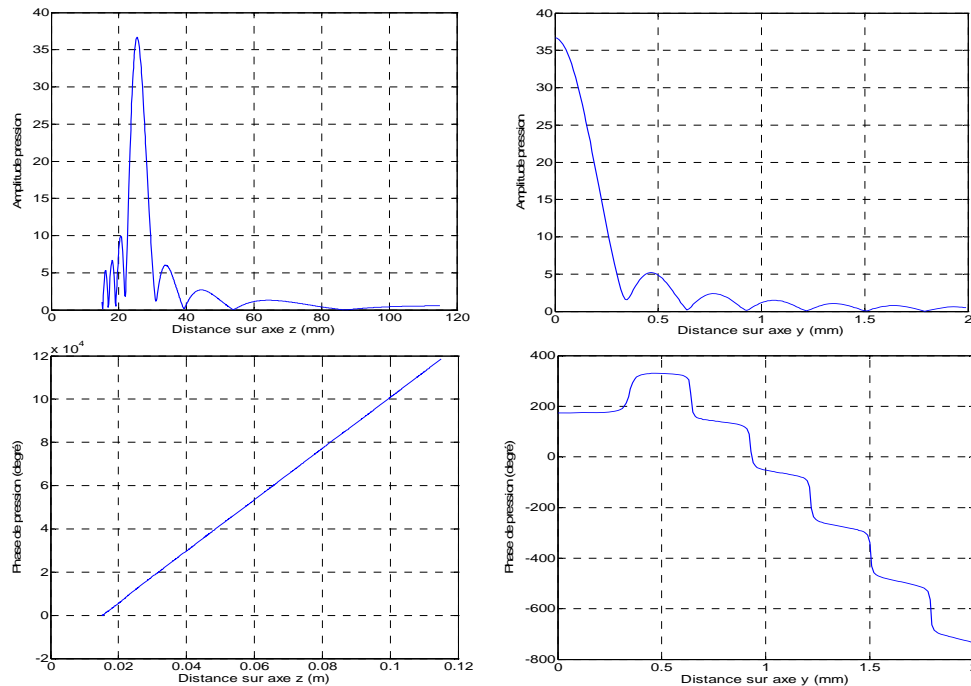 40
35
30
25
20
15
10
5
0
0 20 40 60 80 100 120
Amplitude pression
Distance sur axe z (mm)
40
35
30
25
20
15
10
5
0
0 0.5 1 1.5 2
Amplitude pression
Distance sur axe y (mm)
12 x 10^4
10
8
6
4
2
0
-2
0 0.02 0.04 0.06 0.08 0.1 0.12
Phase de pression (degré)
Distance sur axe z (m)
400
200
0
-200
-400
-600
-800
0 0.5 1 1.5 2
Phase de pression (degré)
Distance sur axe y (mm)